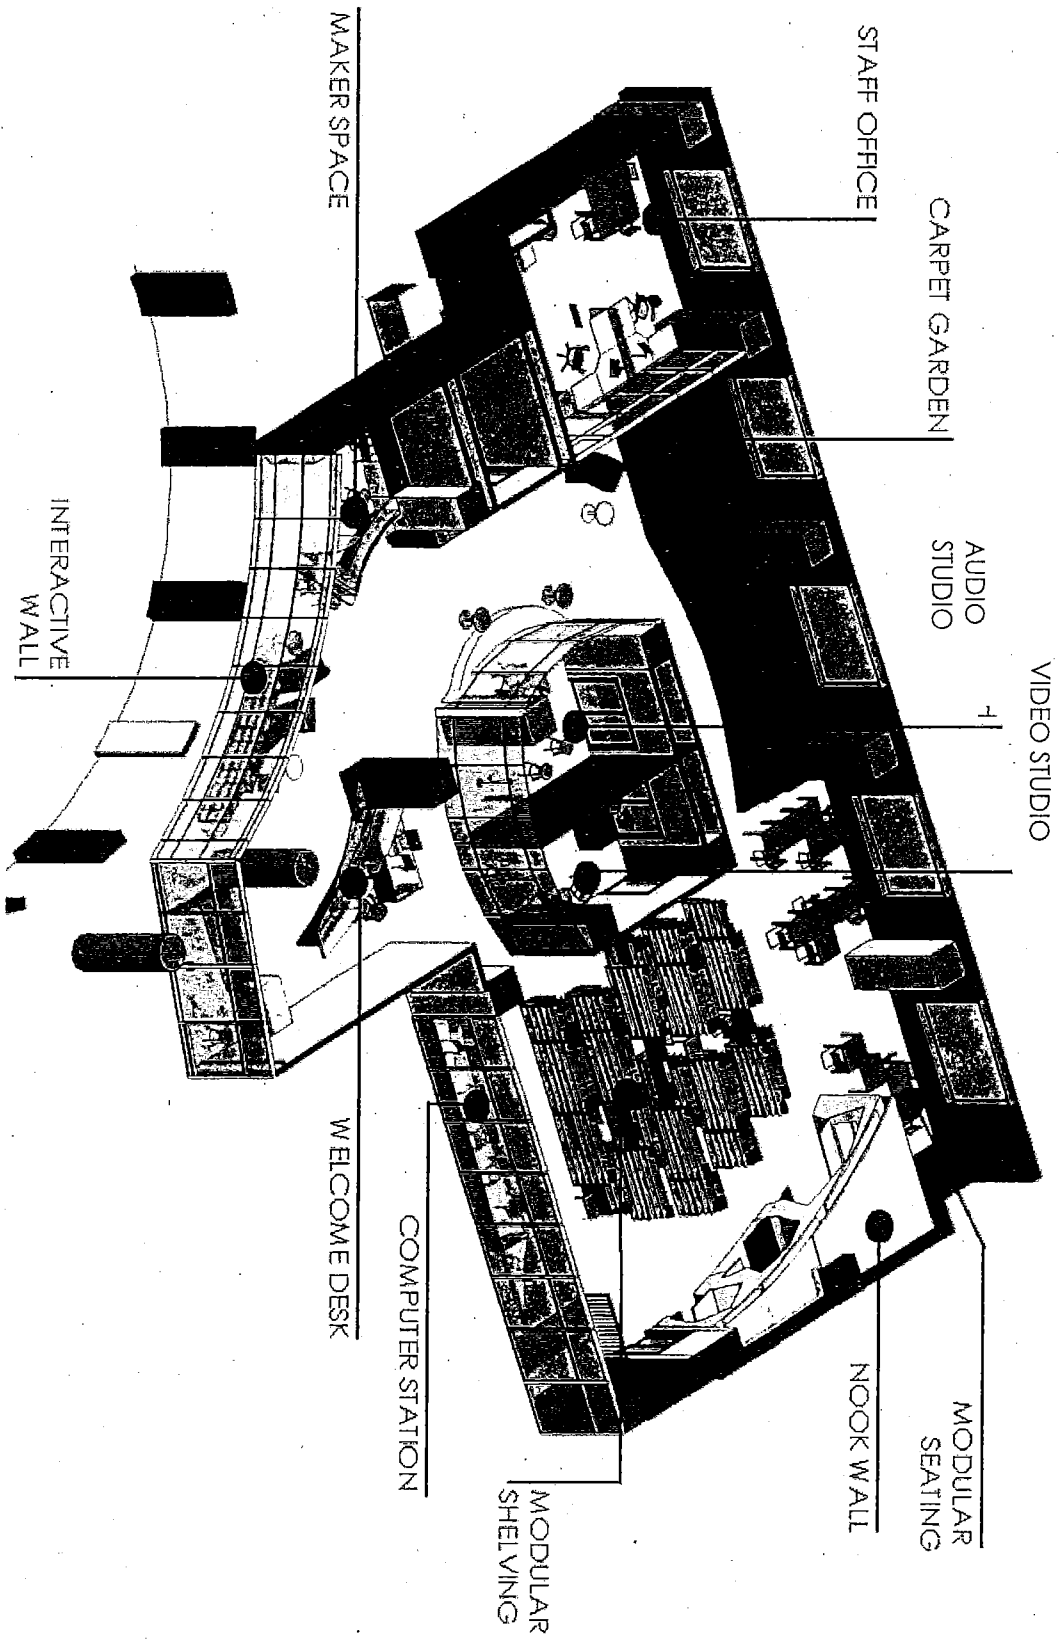 STAFF OFFICE
CARPET GARDEN
AUDIO
STUDIO
VIDEO STUDIO
MAKER SPACE
INTERACTIVE
WALL
WELCOME DESK
COMPUTER STATION
MODULAR
SHELVING
NOOK WALL
MODULAR
SEATING